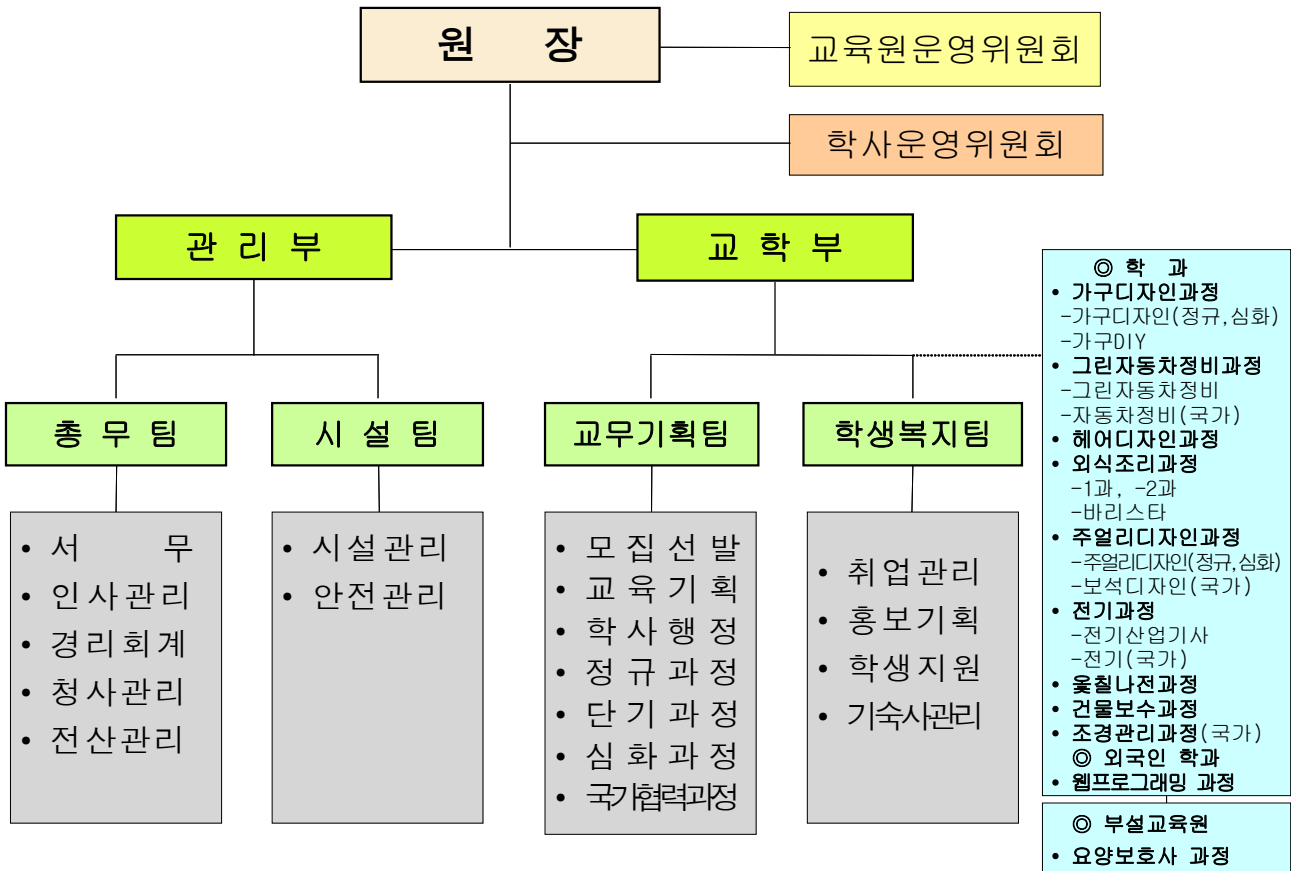 원 장
교육원운영위원회
학사운영위원회
관 리 부
교 학 부
총 무 팀
시 설 팀
교무기획팀
학생복지팀
• 서 무
• 인사관리
• 경리회계
• 청사관리
• 전산관리
• 시설관리
• 안전관리
• 모 집 선 발
• 교 육 기 획
• 학 사 행 정
• 정 규 과 정
• 단 기 과 정
• 심 화 과 정
• 국가협력과정
• 취업관리
• 홍보기획
• 학생지원
• 기숙사관리
◎ 학 과
• 가구디자인과정
-가구디자인(정규,심화)
-가구DIY
• 그린자동차정비과정
-그린자동차정비
-자동차정비(국가)
• 헤어디자인과정
• 외식조리과정
-1과, -2과
-바리스타
• 주얼리디자인과정
-주얼리디자인(정규,심화)
-보석디자인(국가)
• 전기과정
-전기산업기사
-전기(국가)
• 옻칠나전과정
• 건물보수과정
• 조경관리과정(국가)
◎ 외국인 학과
• 웹프로그래밍 과정
◎ 부설교육원
• 요양보호사 과정